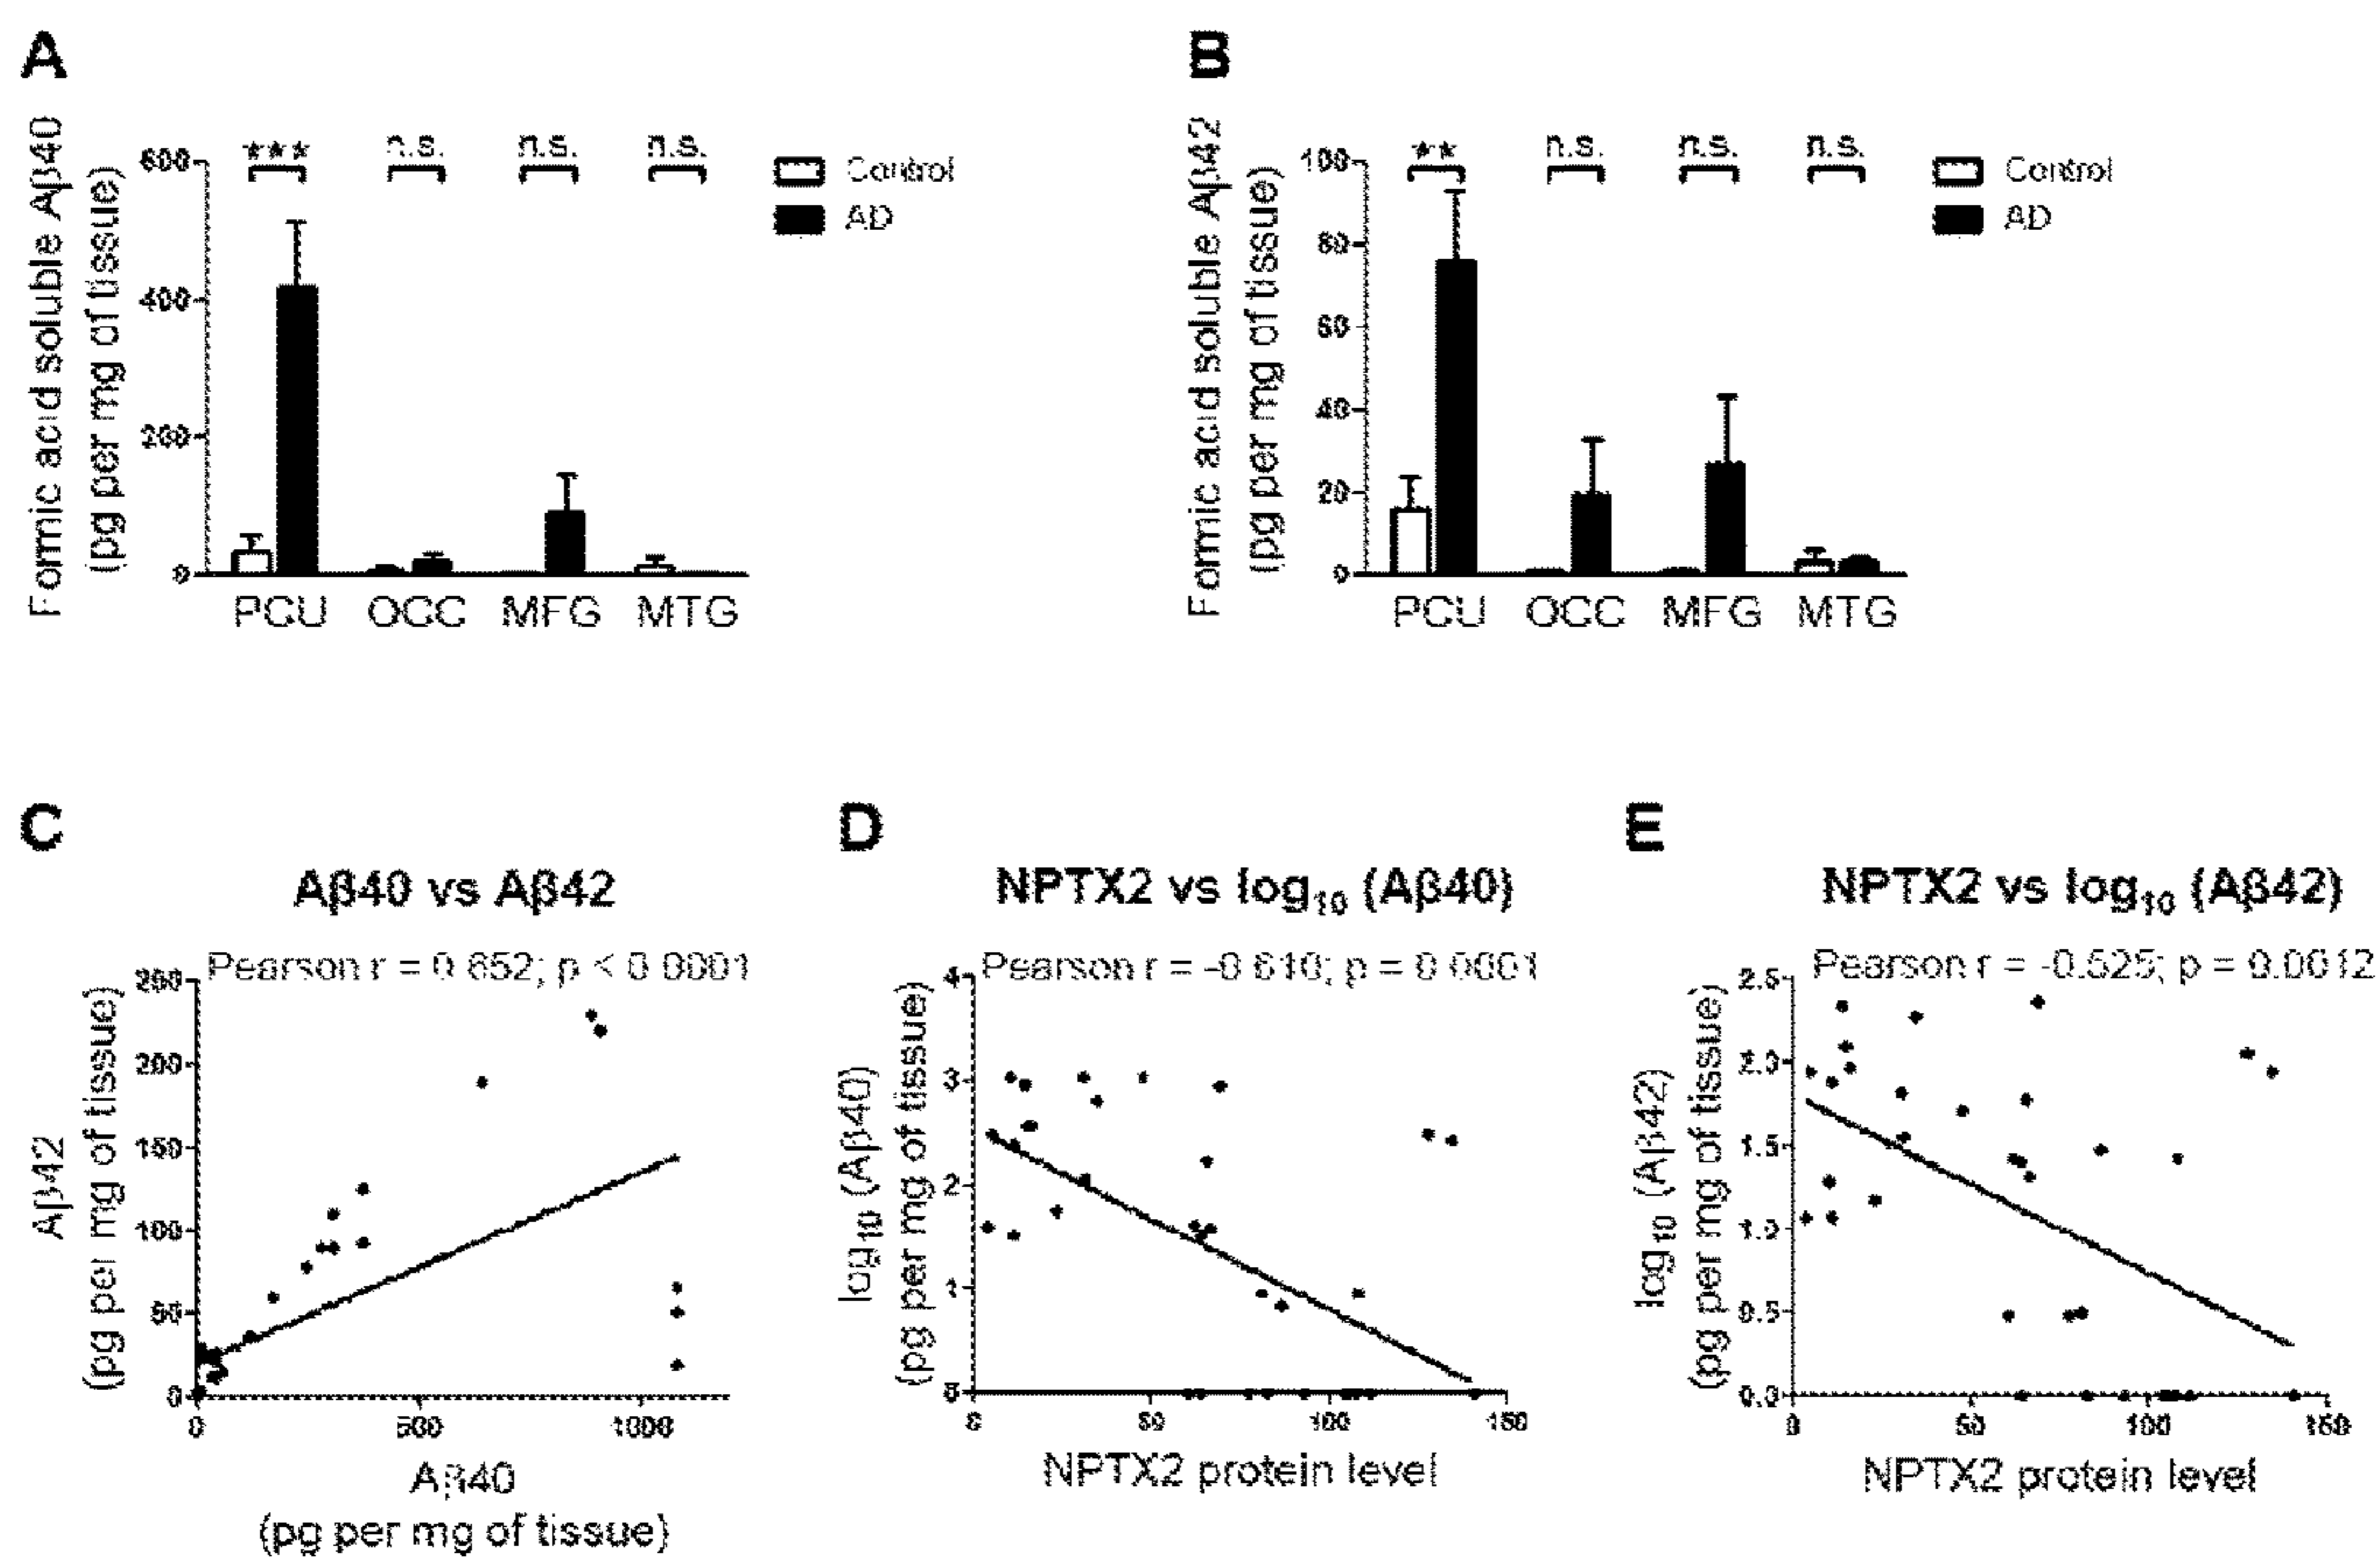 A
Formic acid soluble Aβ40
(pg per mg of tissue)
600
400
200
0
***
n.s.
n.s.
n.s.
Control
AD
PCU
OCC
MFG
MTG
B
Formic acid soluble Aβ42
(pg per mg of tissue)
100
80
60
40
20
0
**
n.s.
n.s.
n.s.
Control
AD
PCU
OCC
MFG
MTG
C
Aβ40 vs Aβ42
Pearson r = 0.652; p < 0.0001
Aβ42
(pg per mg of tissue)
250
200
150
100
50
0
0
500
1000
Aβ40
(pg per mg of tissue)
D
NPTX2 vs log10 (Aβ40)
Pearson r = -0.610; p = 0.0001
log10 (Aβ40)
(pg per mg of tissue)
4
3
2
1
0
0
50
100
150
NPTX2 protein level
E
NPTX2 vs log10 (Aβ42)
Pearson r = -0.525; p = 0.0012
log10 (Aβ42)
(pg per mg of tissue)
2.5
2.0
1.5
1.0
0.5
0.0
0
50
100
150
NPTX2 protein level